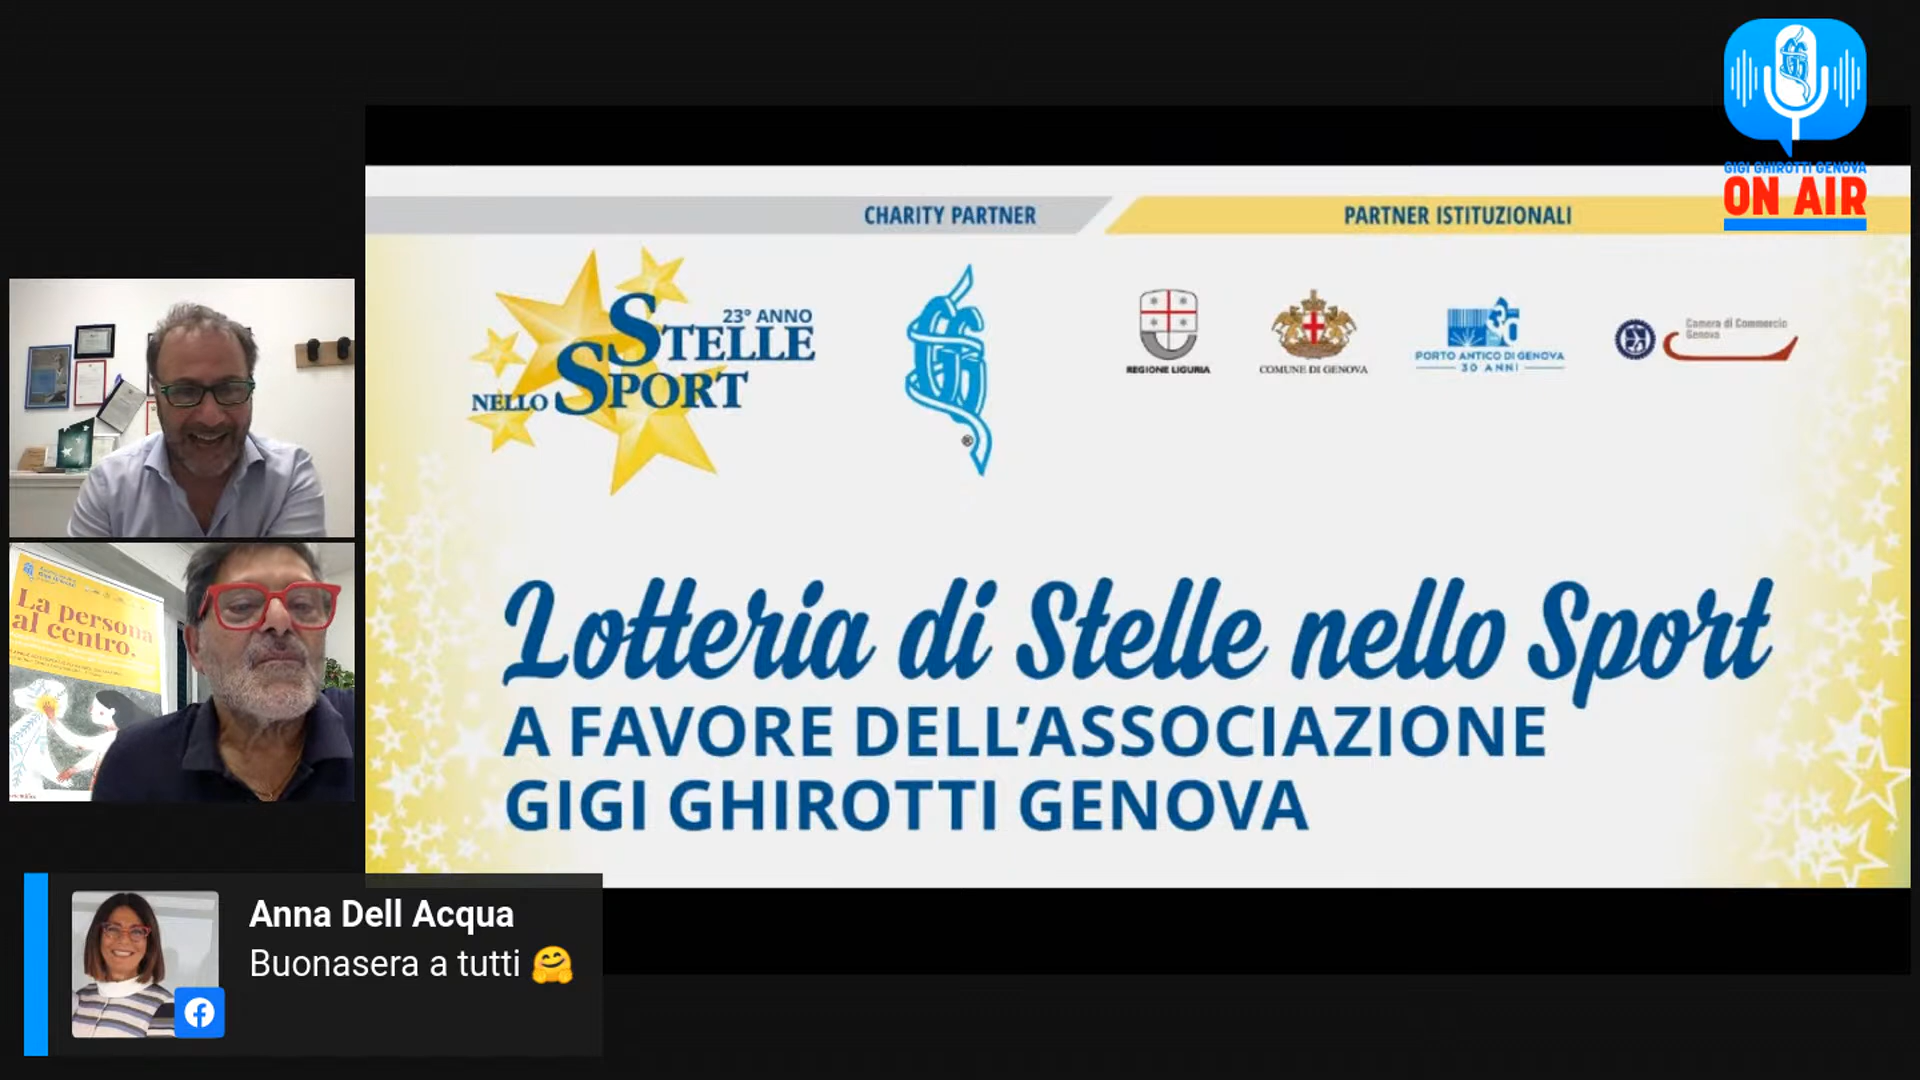 GIGI GHIROTTI GENOVA
ON AIR
CHARITY PARTNER
PARTNER ISTITUZIONALI
23° ANNO
STELLE
NELLO SPORT
®
REGIONE LIGURIA
COMUNE DI GENOVA
PORTO ANTICO DI GENOVA
30 ANNI
Camera di Commercio
Genova
Lotteria di Stelle nello Sport
A FAVORE DELL’ASSOCIAZIONE
GIGI GHIROTTI GENOVA
La persona
al centro.
Anna Dell Acqua
Buonasera a tutti 🤗